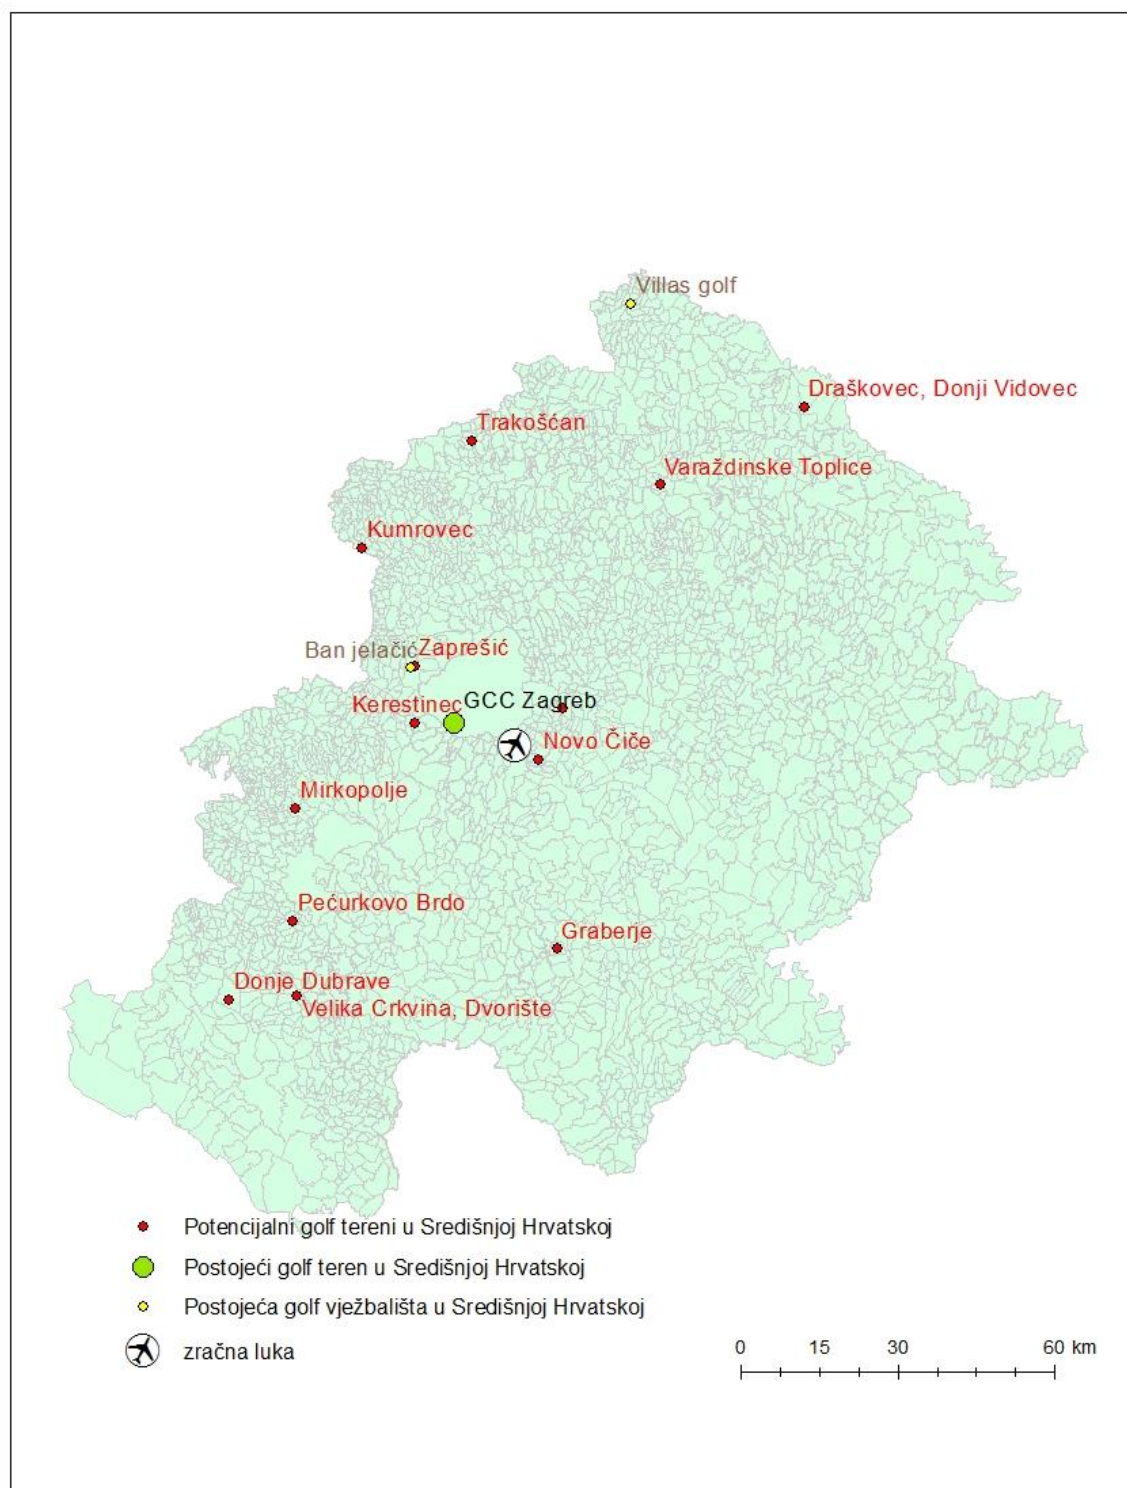 Villas golf
Draškovec, Donji Vidovec
Trakošćan
Varaždinske Toplice
Kumrovec
Ban jelačić
Zaprešić
Kerestinec
GCC Zagreb
Novo Čiče
Mirkopolje
Pećurkovo Brdo
Graberje
Donje Dubrave
Velika Crkvina, Dvorište
Potencijalni golf tereni u Središnjoj Hrvatskoj
Postojeći golf teren u Središnjoj Hrvatskoj
Postojeća golf vježbališta u Središnjoj Hrvatskoj
zračna luka
0 15 30 60 km